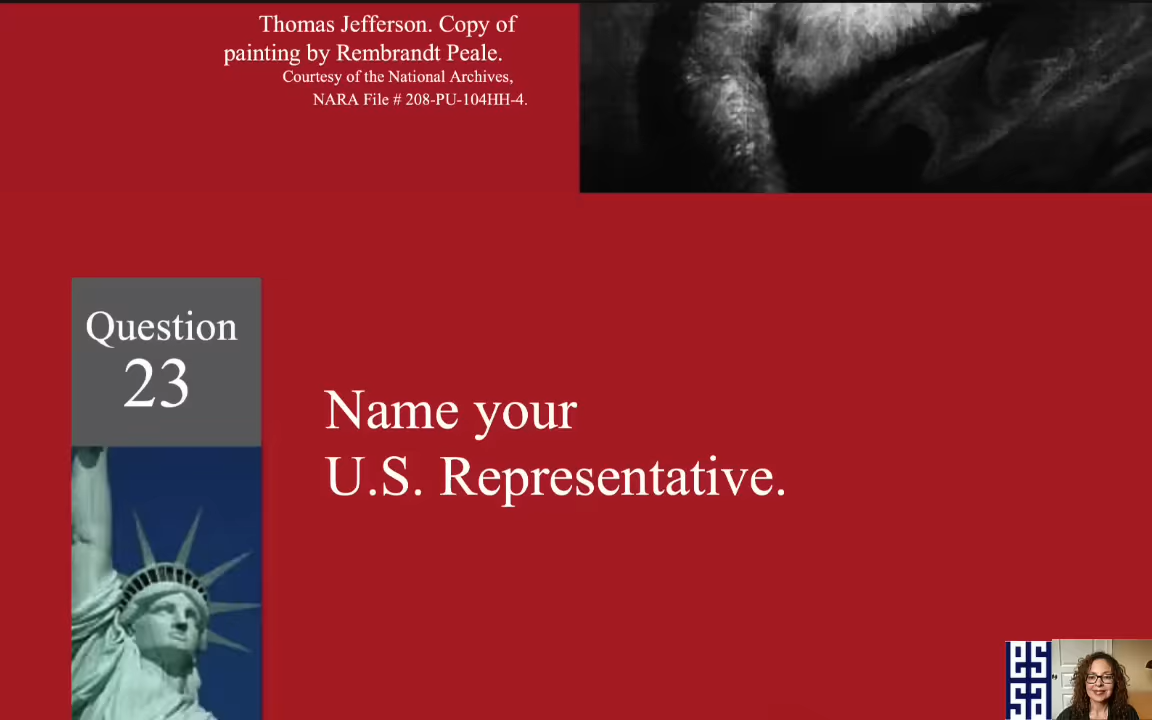 Thomas Jefferson. Copy of
painting by Rembrandt Peale.
Courtesy of the National Archives,
NARA File # 208-PU-104HH-4.
Question
23
Name your
U.S. Representative.